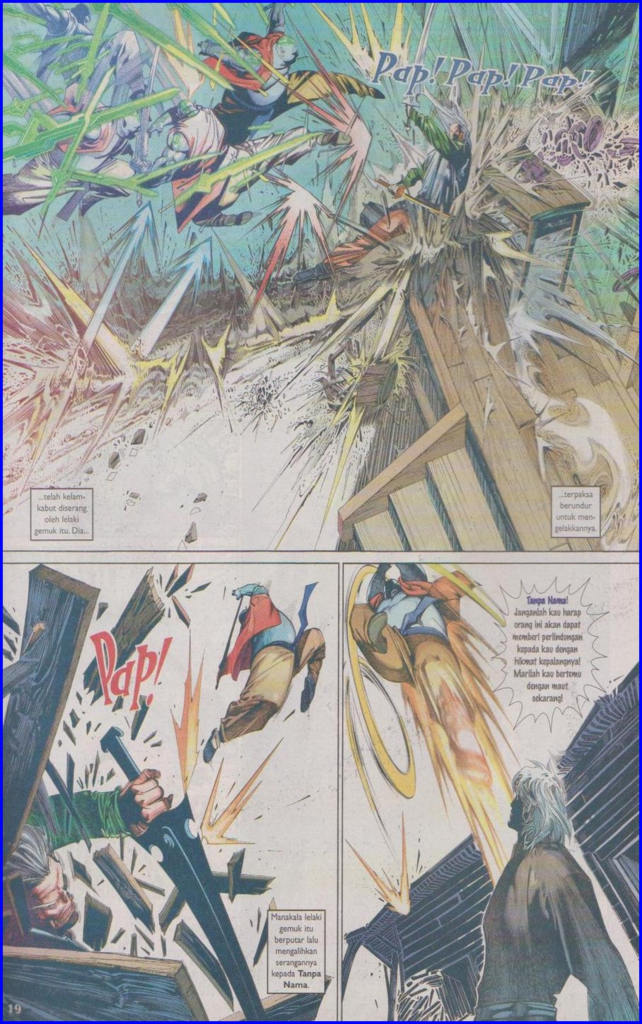 Pap! Pap! Pap!
...telah kelam-
kabut diserang
oleh lelaki
gemuk itu. Dia...
...terpaksa
berundur
untuk men-
gelakkannya.
Pap!
Manakala lelaki
gemuk itu
berputar lalu
mengalihkan
serangannya
kepada Tanpa
Nama.
Tanpa Nama!
Janganlah kau harap
orang ini akan dapat
memberi perlindungan
kepada kau dengan
hikmat kepalangnya!
Marilah kau bertemu
dengan maut
sekarang!
19